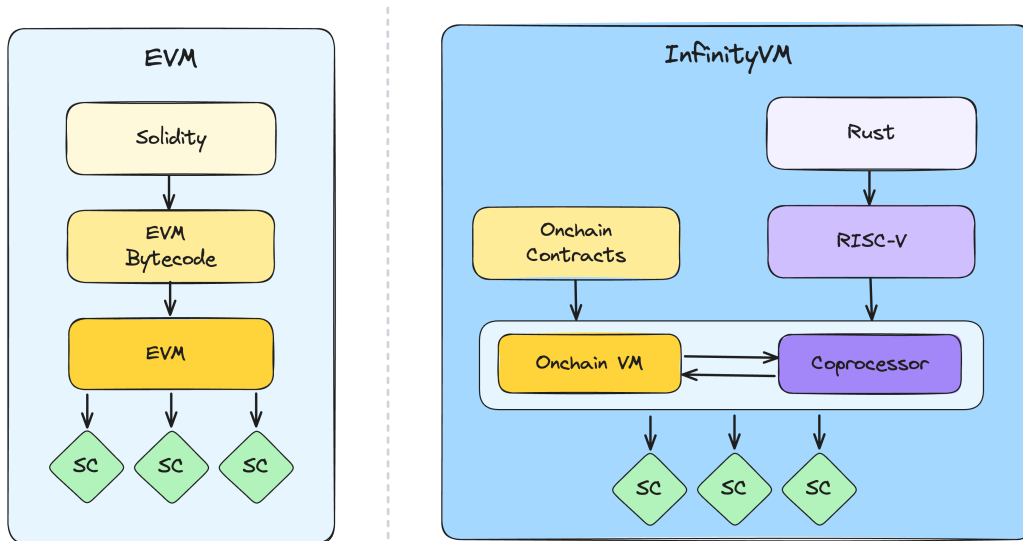 EVM
Solidity
EVM
Bytecode
EVM
SC
SC
SC
InfinityVM
Rust
Onchain
Contracts
RISC-V
Onchain VM
Coprocessor
SC
SC
SC